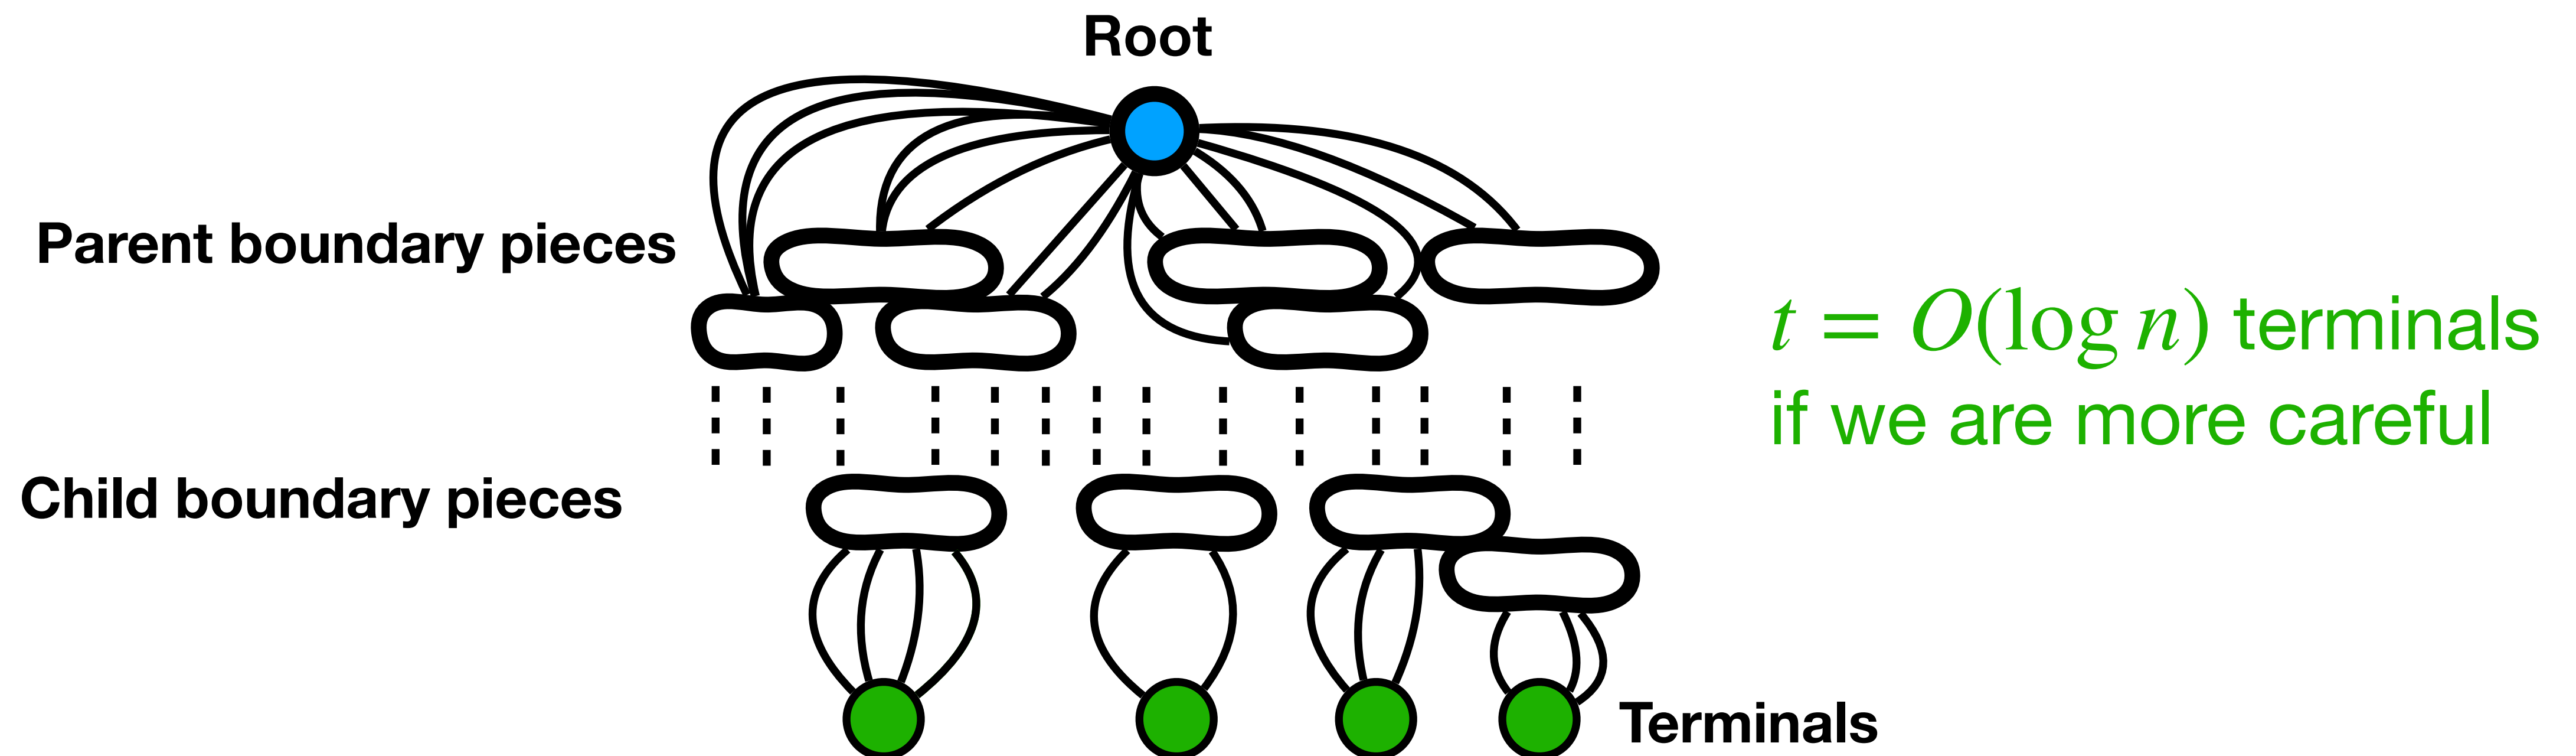 Root
Parent boundary pieces
t = O(log n) terminals
if we are more careful
Child boundary pieces
Terminals